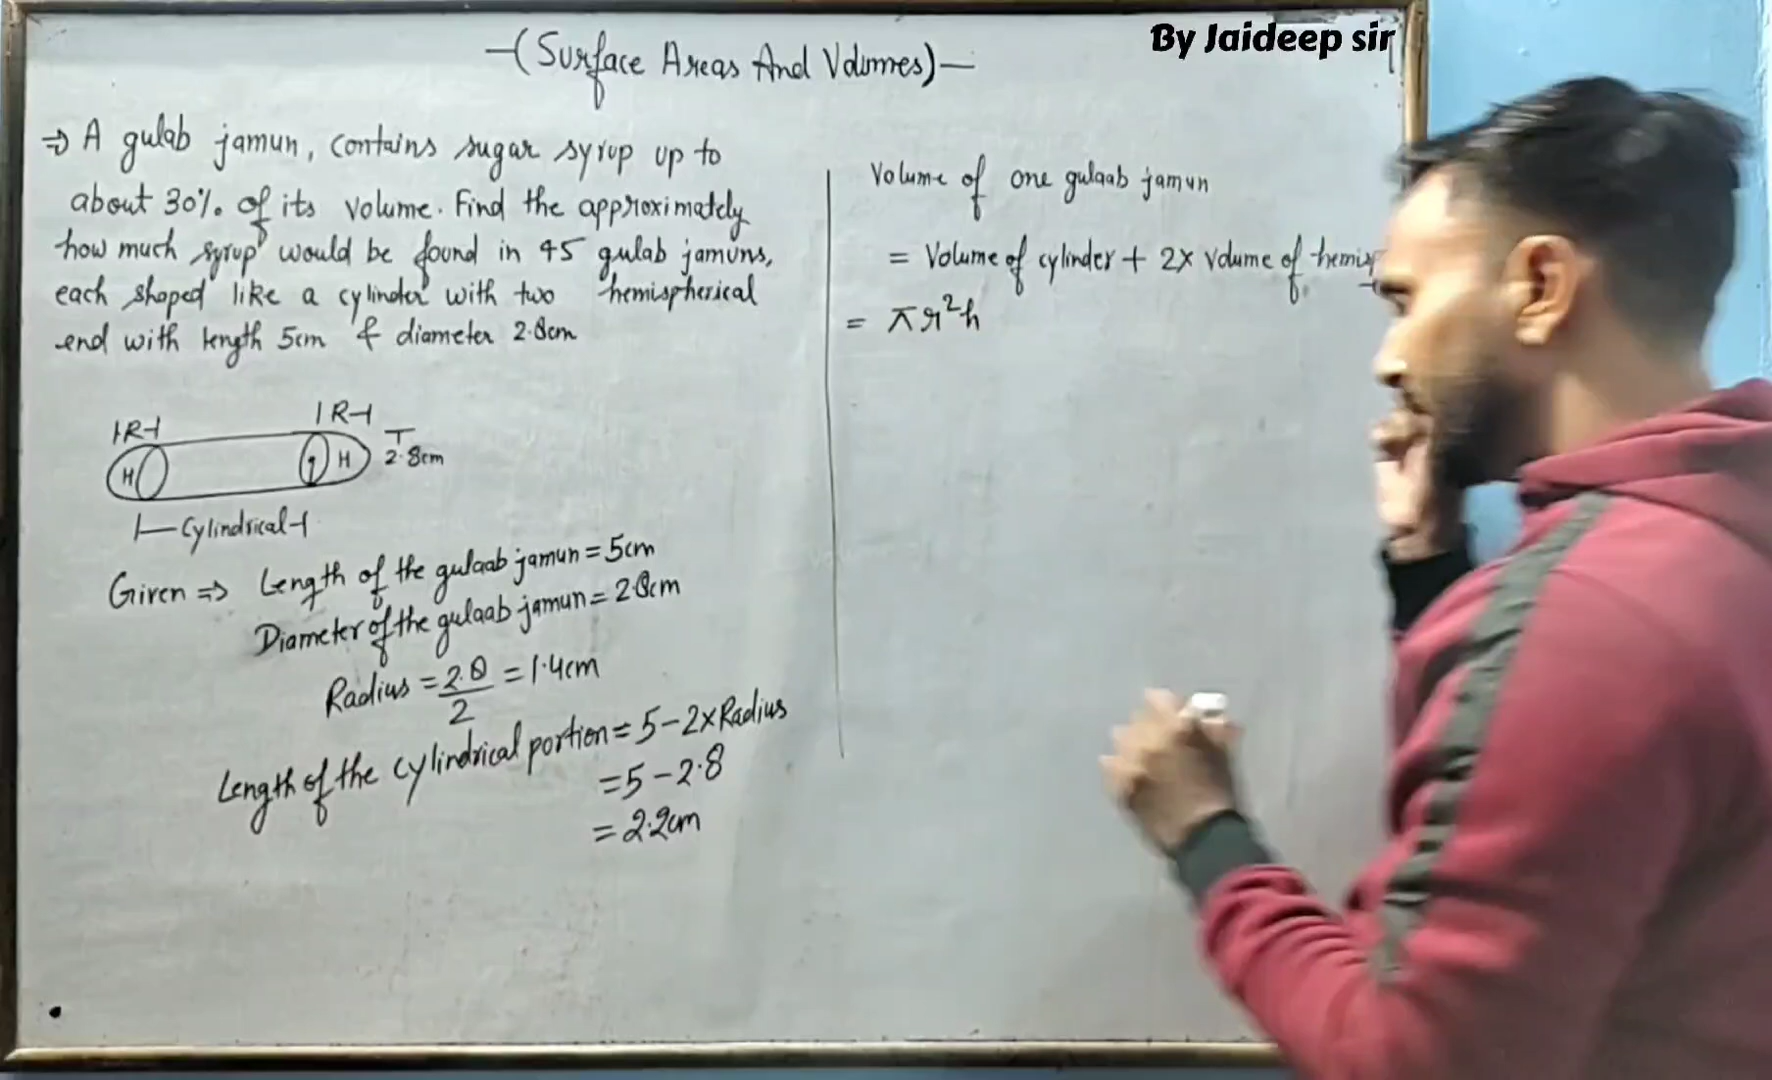 By Jaideep sir
(Surface Areas And Volumes)
⇒ A gulab jamun, contains sugar syrup up to
about 30%. of its volume. Find the approximately
how much syrup would be found in 45 gulab jamuns,
each shaped like a cylinder with two hemispherical
end with length 5cm & diameter 2.8cm
R R
H H 2.8cm
Cylindrical
Given ⇒ Length of the gulaab jamun = 5cm
Diameter of the gulaab jamun = 2.8cm
Radius = 2.8/2 = 1.4cm
Length of the cylindrical portion = 5 - 2×Radius
= 5 - 2.8
= 2.2cm
Volume of one gulaab jamun
= Volume of cylinder + 2× volume of
= πr²h